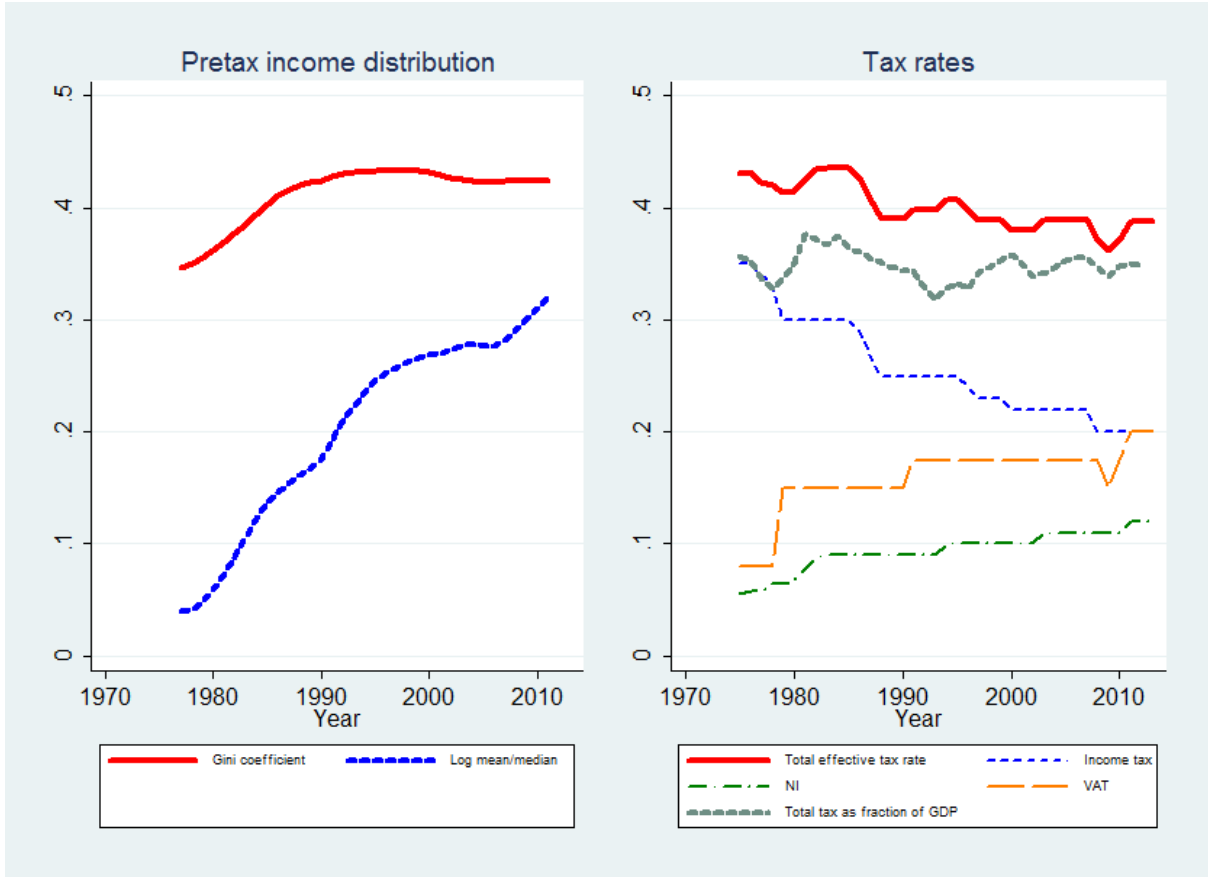 Pretax income distribution
.5
.4
.3
.2
.1
0
1970 1980 1990 2000 2010
Year
Gini coefficient Log mean/median
Tax rates
.5
.4
.3
.2
.1
0
1970 1980 1990 2000 2010
Year
Total effective tax rate Income tax
NI VAT
Total tax as fraction of GDP